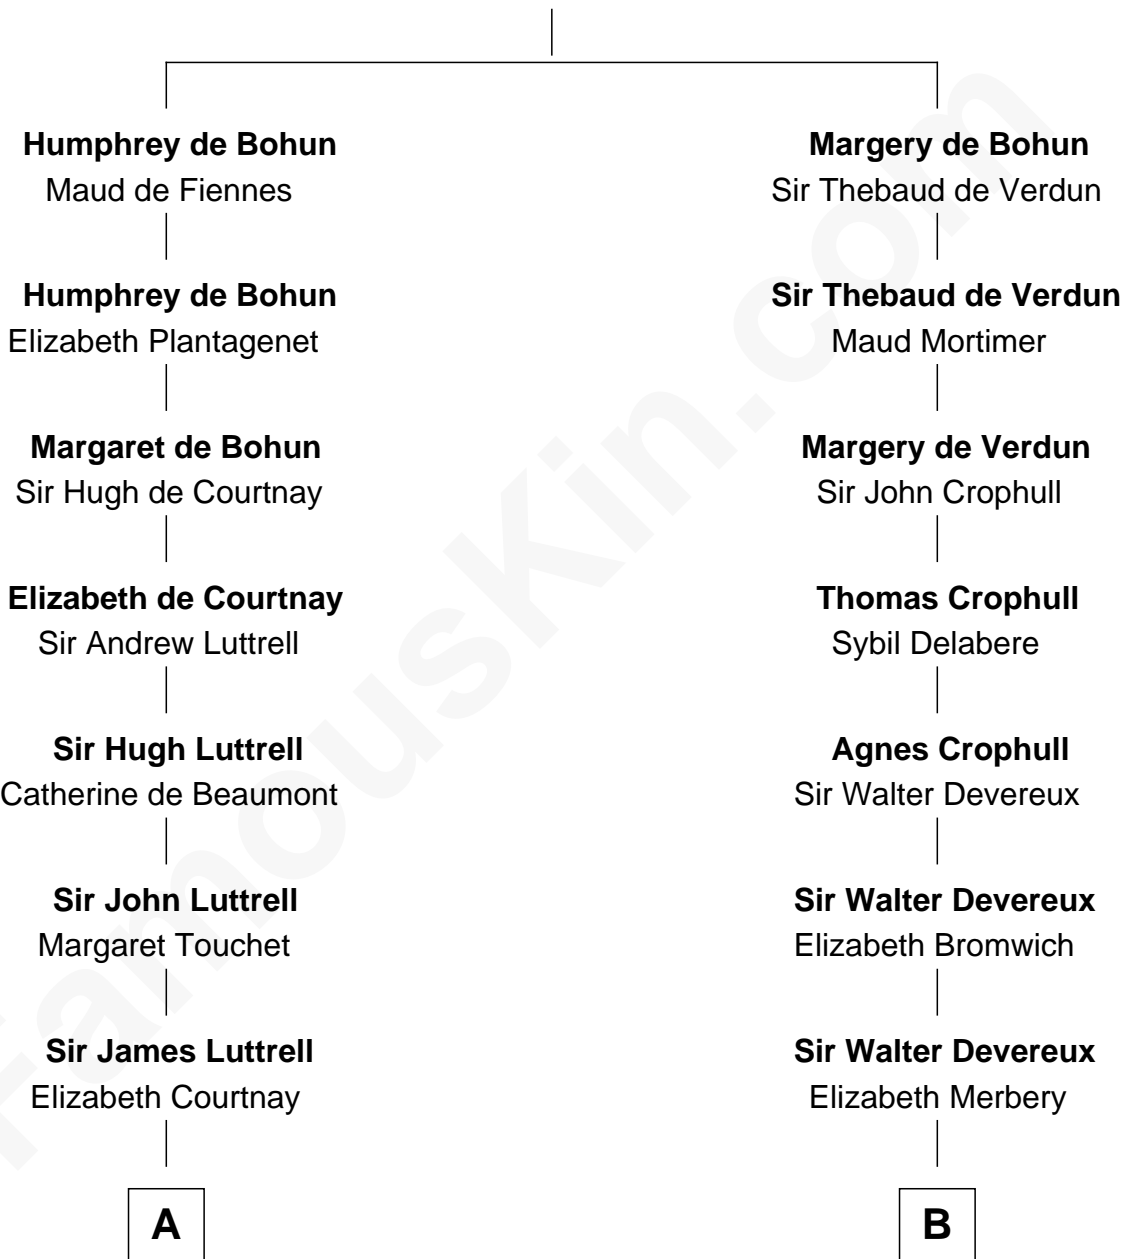 Humphrey de Bohun
Maud de Fiennes
Humphrey de Bohun
Elizabeth Plantagenet
Margaret de Bohun
Sir Hugh de Courtnay
Elizabeth de Courtnay
Sir Andrew Luttrell
Sir Hugh Luttrell
Catherine de Beaumont
Sir John Luttrell
Margaret Touchet
Sir James Luttrell
Elizabeth Courtnay
A
Margery de Bohun
Sir Thebaud de Verdun
Sir Thebaud de Verdun
Maud Mortimer
Margery de Verdun
Sir John Crophull
Thomas Crophull
Sybil Delabere
Agnes Crophull
Sir Walter Devereux
Sir Walter Devereux
Elizabeth Bromwich
Sir Walter Devereux
Elizabeth Merbery
B
FamousKin.com